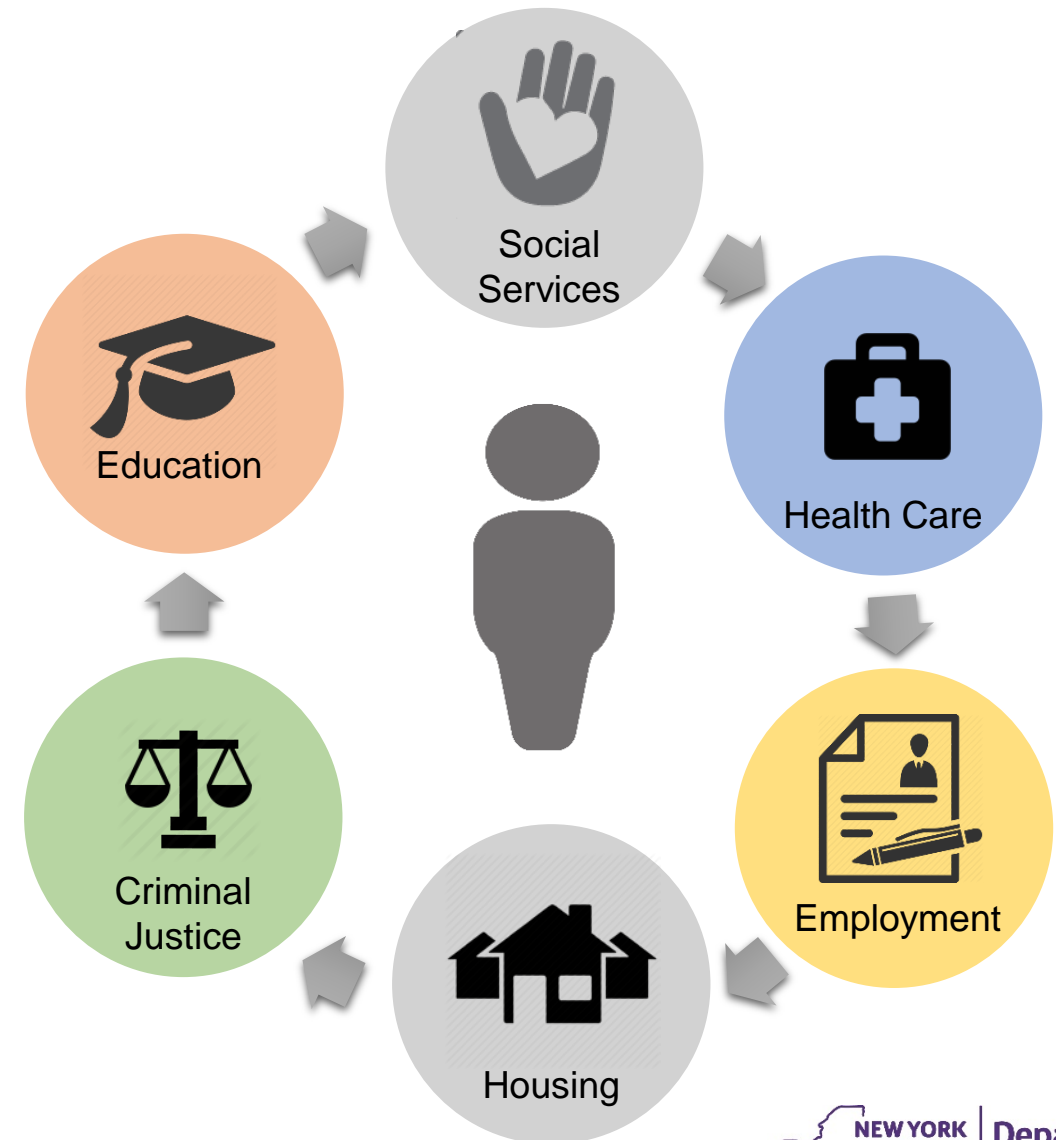 Social
Services
Health Care
Employment
Housing
Criminal
Justice
Education
NEW YORK